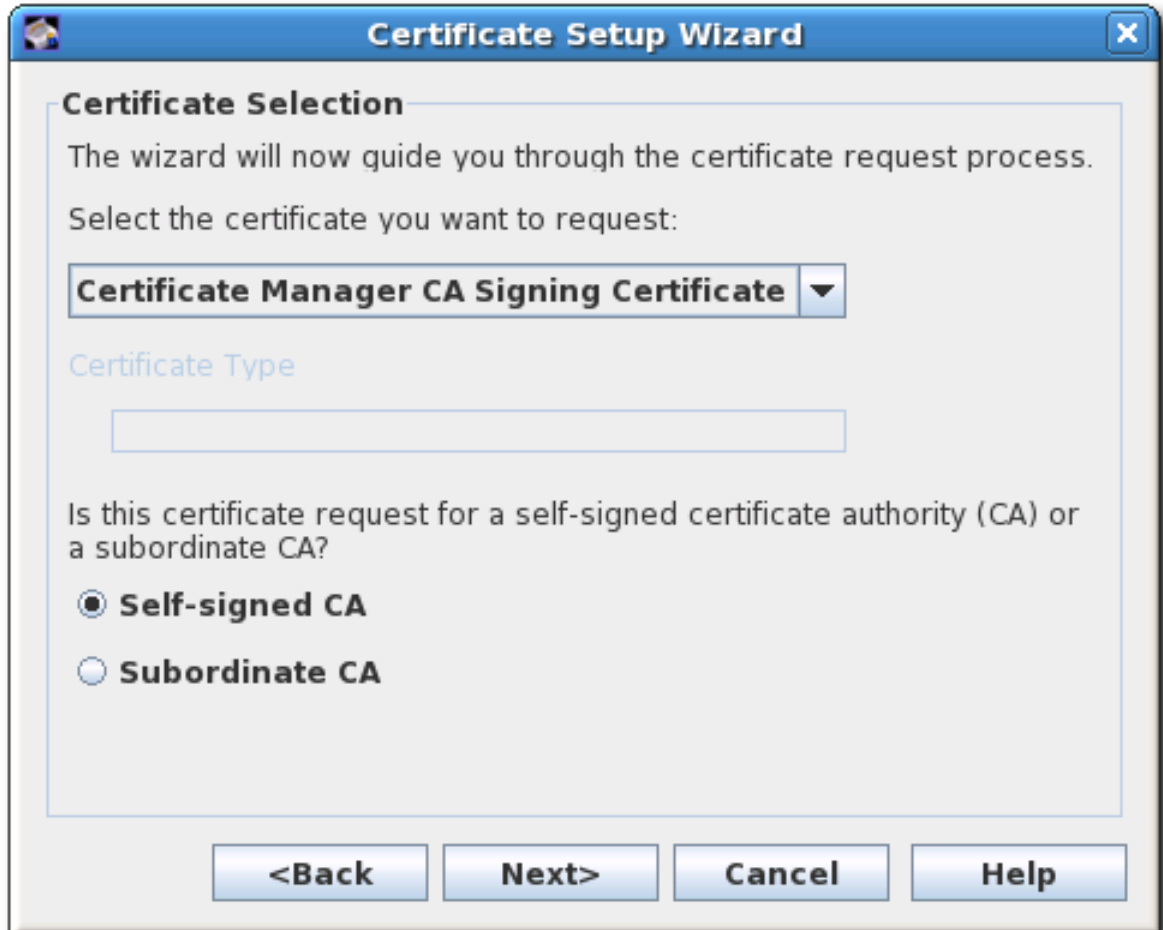 Certificate Setup Wizard
Certificate Selection
The wizard will now guide you through the certificate request process.
Select the certificate you want to request:
Certificate Manager CA Signing Certificate
Certificate Type
Is this certificate request for a self-signed certificate authority (CA) or
a subordinate CA?
Self-signed CA
Subordinate CA
<Back Next> Cancel Help